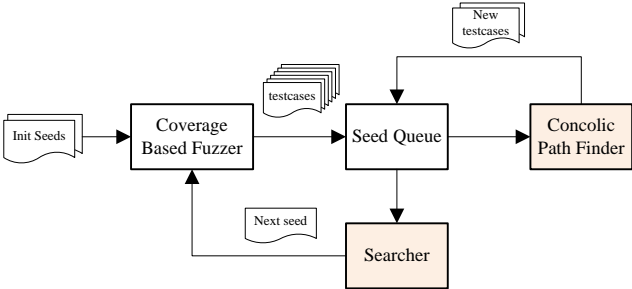 New
testcases
testcases
Init Seeds
Coverage
Based Fuzzer
Seed Queue
Concolic
Path Finder
Next seed
Searcher